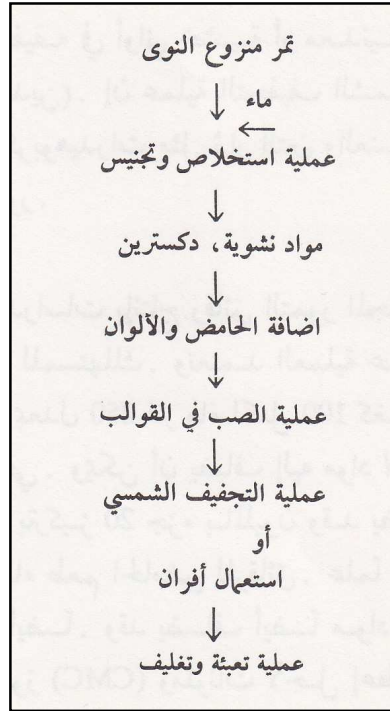 تمر منزوع النوى
ماء
عملية استخلاص وتجنيس
مواد نشوية، دكسترين
اضافة الحامض والألوان
عملية الصب في القوالب
عملية التجفيف الشمسي
أو
استعمال أفران
عملية تعبئة وتغليف